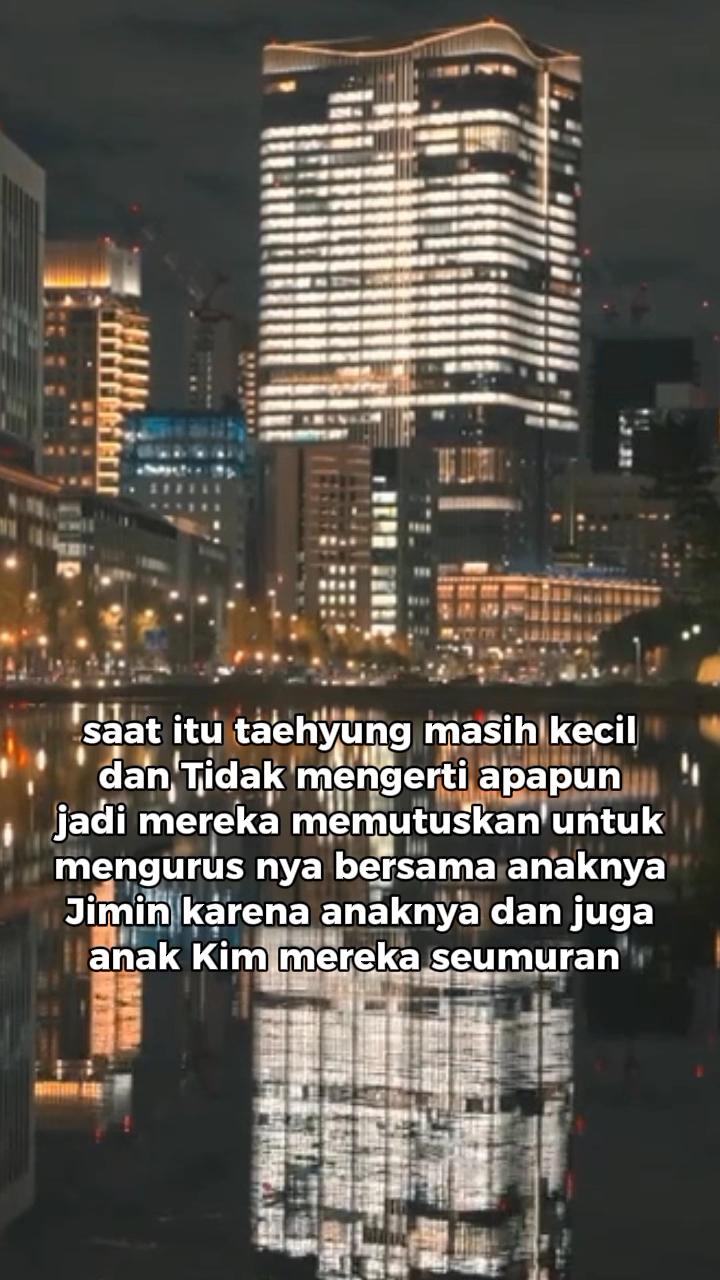 saat itu taehyung masih kecil
dan Tidak mengerti apapun
jadi mereka memutuskan untuk
mengurus nya bersama anaknya
Jimin karena anaknya dan juga
anak Kim mereka seumuran